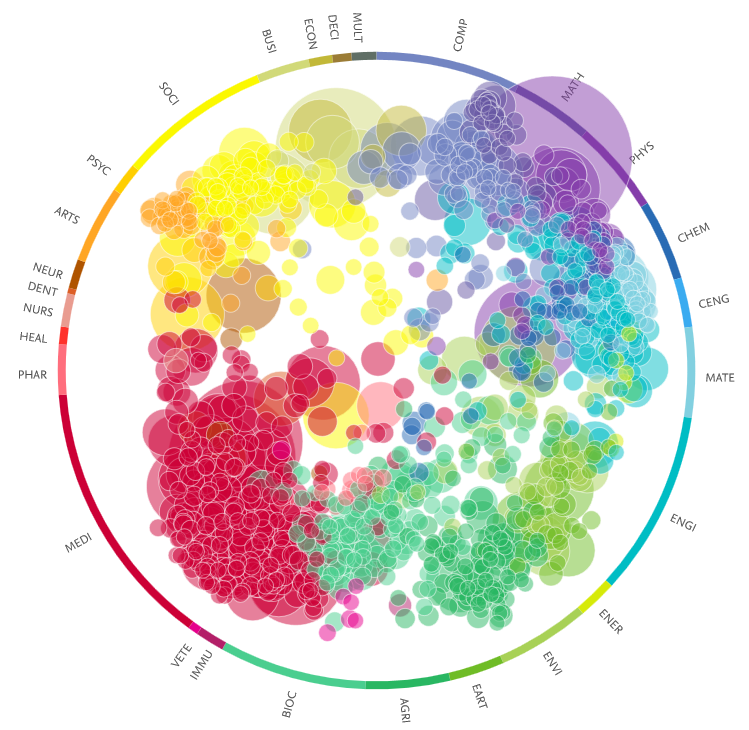 MULT
COMP
MATH
PHYS
CHEM
CENG
MATE
ENGI
ENER
ENVI
EART
AGRI
BIOC
IMMU
VETE
MEDI
PHAR
HEAL
NURS
DENT
NEUR
ARTS
PSYC
SOCI
BUSI
ECON
DECI